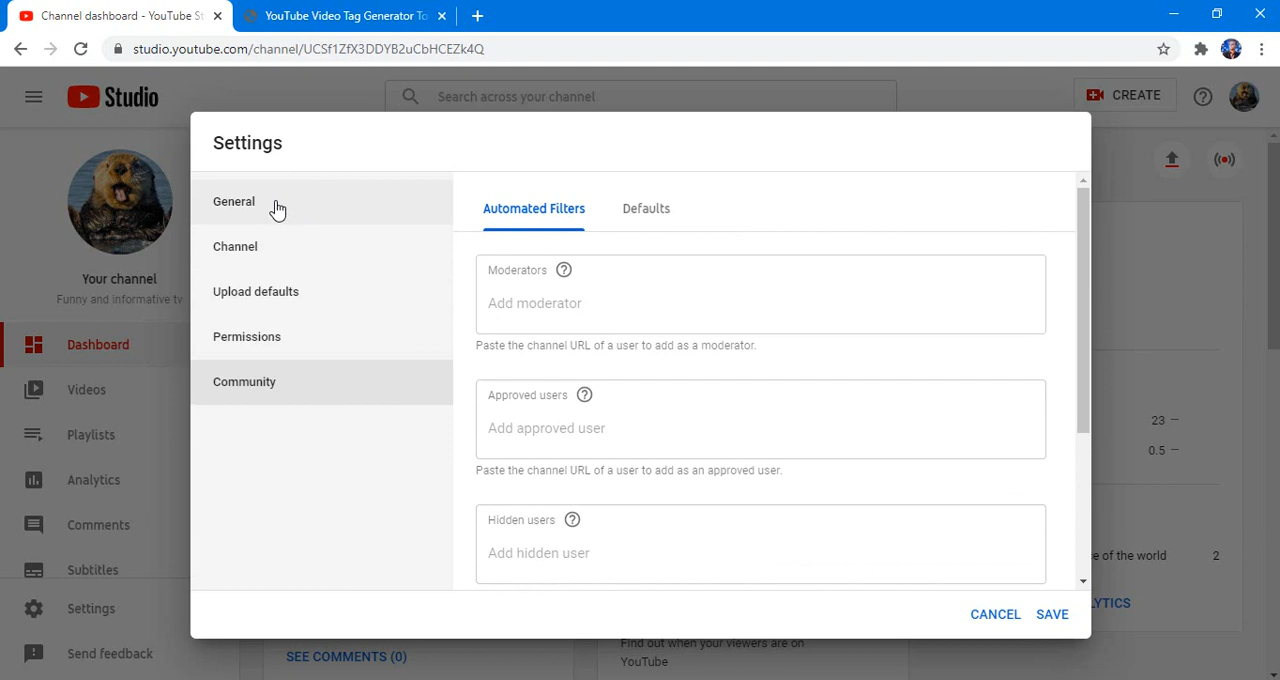 Channel dashboard - YouTube St
YouTube Video Tag Generator To
studio.youtube.com/channel/UCSf1ZfX3DDYB2uCbHCEZk4Q
Studio
Search across your channel
CREATE
Settings
General
Channel
Upload defaults
Permissions
Community
Automated Filters
Defaults
Moderators
Add moderator
Paste the channel URL of a user to add as a moderator.
Approved users
Add approved user
Paste the channel URL of a user to add as an approved user.
Hidden users
Add hidden user
CANCEL
SAVE
Your channel
Funny and informative tv
Dashboard
Videos
Playlists
Analytics
Comments
Subtitles
Settings
Send feedback
23 —
0.5 —
e of the world
2
LYTICS
SEE COMMENTS (0)
Find out when your viewers are on
YouTube